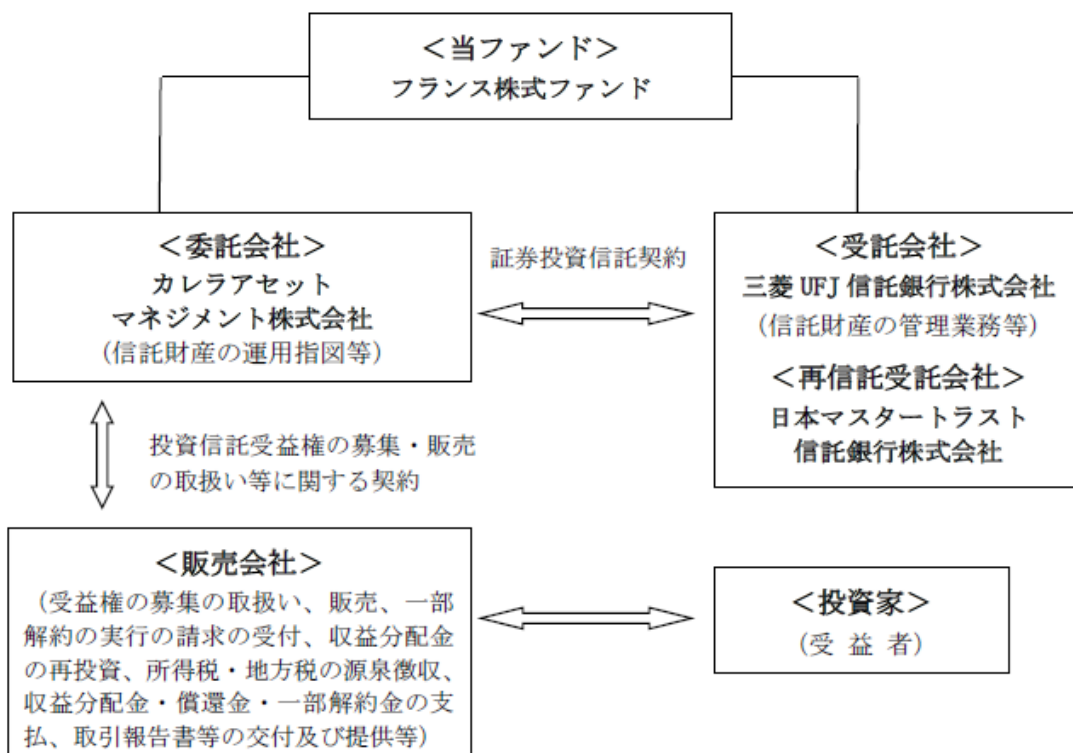 ＜当ファンド＞
フランス株式ファンド
＜委託会社＞
カレラアセット
マネジメント株式会社
（信託財産の運用指図等）
証券投資信託契約
＜受託会社＞
三菱 UFJ 信託銀行株式会社
（信託財産の管理業務等）
＜再信託受託会社＞
日本マスタートラスト
信託銀行株式会社
投資信託受益権の募集・販売
の取扱い等に関する契約
＜販売会社＞
（受益権の募集の取扱い、販売、一部
解約の実行の請求の受付、収益分配金
の再投資、所得税・地方税の源泉徴収、
収益分配金・償還金・一部解約金の支
払、取引報告書等の交付及び提供等）
＜投資家＞
（受 益 者）